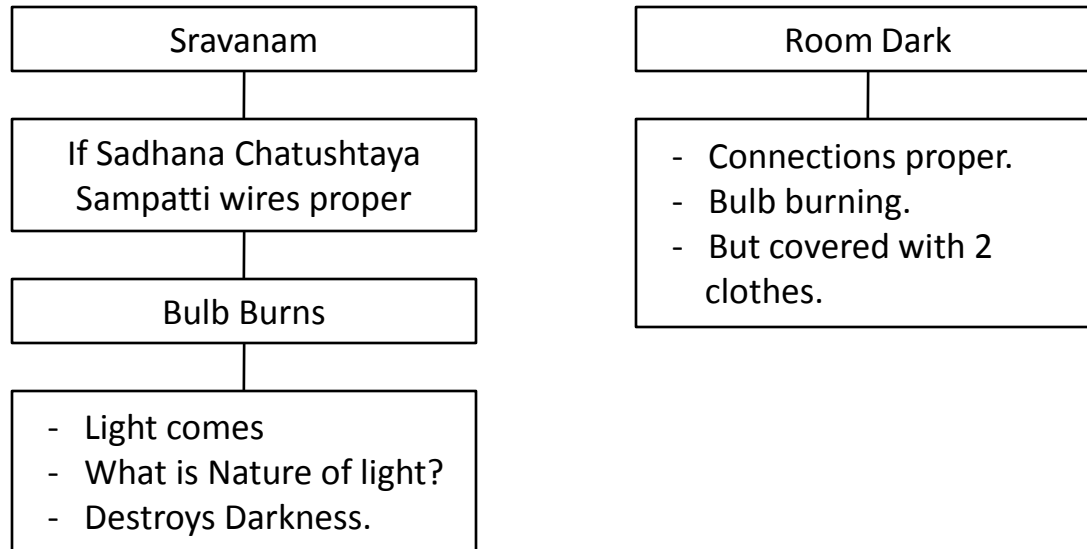 Sravanam
If Sadhana Chatushtaya
Sampatti wires proper
Bulb Burns
- Light comes
- What is Nature of light?
- Destroys Darkness.
Room Dark
- Connections proper.
- Bulb burning.
- But covered with 2
clothes.